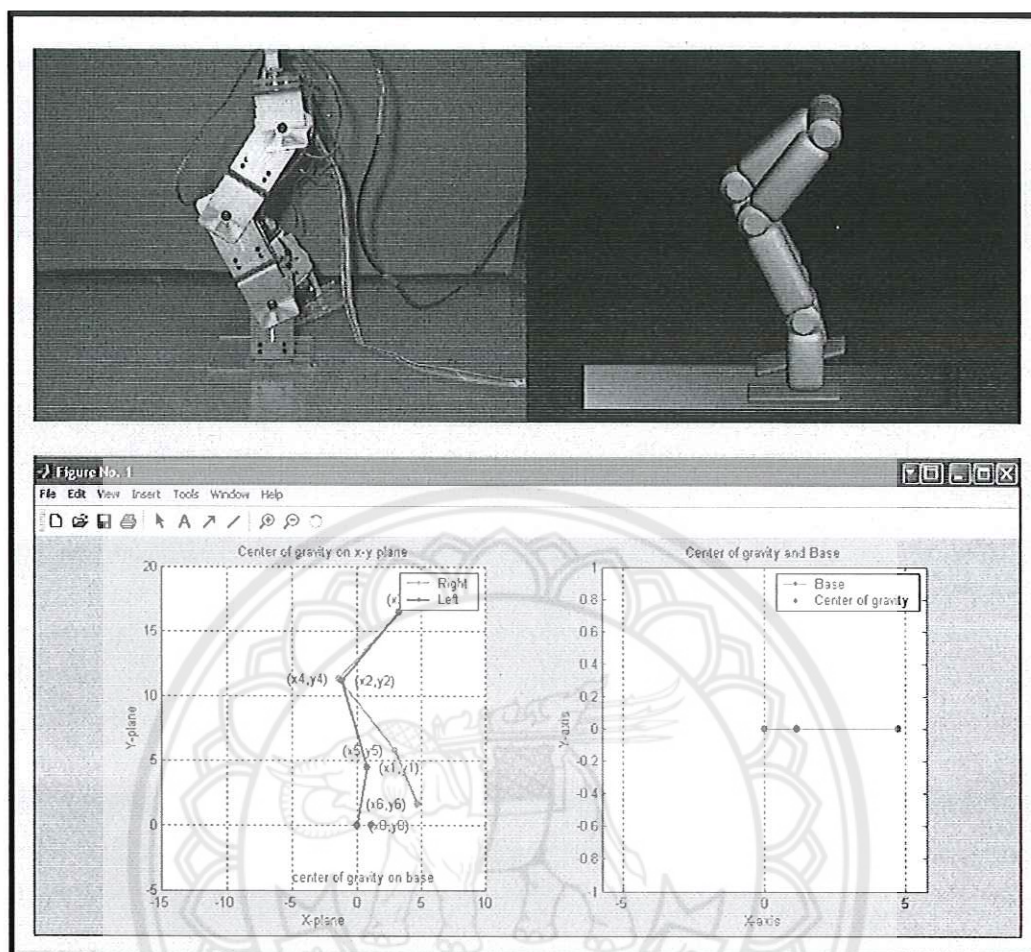 Figure No. 1
File Edit View Insert Tools Window Help
Center of gravity on x-y plane
20
15
10
5
0
-5
-15
-10
-5
0
5
10
Y-plane
X-plane
Right
Left
(x4,y4)
(x2,y2)
(x5,y5)
(x1,y1)
(x6,y6)
(x0,y0)
center of gravity on base
Center of gravity and Base
1
0.8
0.6
0.4
0.2
0
-0.2
-0.4
-0.6
-0.8
-1
-5
0
5
Y-axis
X-axis
Base
Center of gravity